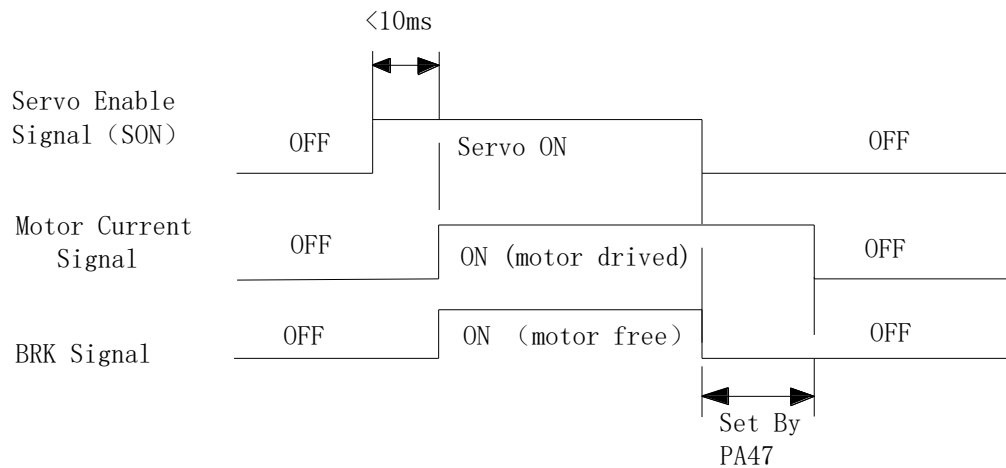 <10ms
Servo Enable
Signal（SON）
OFF
Servo ON
OFF
Motor Current
Signal
OFF
ON (motor drived)
OFF
BRK Signal
OFF
ON （motor free）
OFF
Set By
PA47